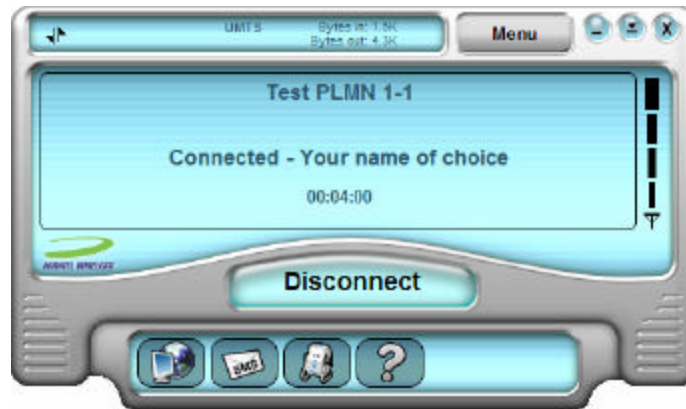 UMTS
Bytes in: 1.5K
Bytes out: 4.3K
Menu
X
Test PLMN 1-1
Connected - Your name of choice
00:04:00
Disconnect
SMS
?